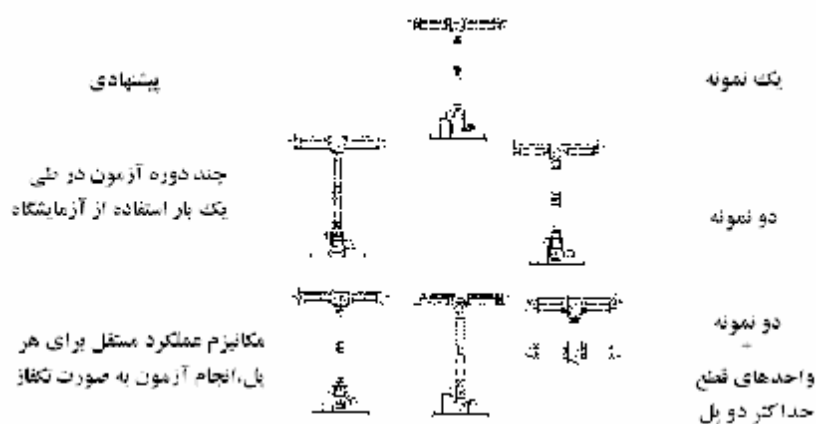 یک نمونه
پیشنهادی
دو نمونه
چند دوره آزمون در طی
یک بار استفاده از آزمایشگاه
دو نمونه
+
واحدهای قطع
حداکثر دو پل
مکانیزم عملکرد مستقل برای هر
پل،انجام آزمون به صورت تکفاز